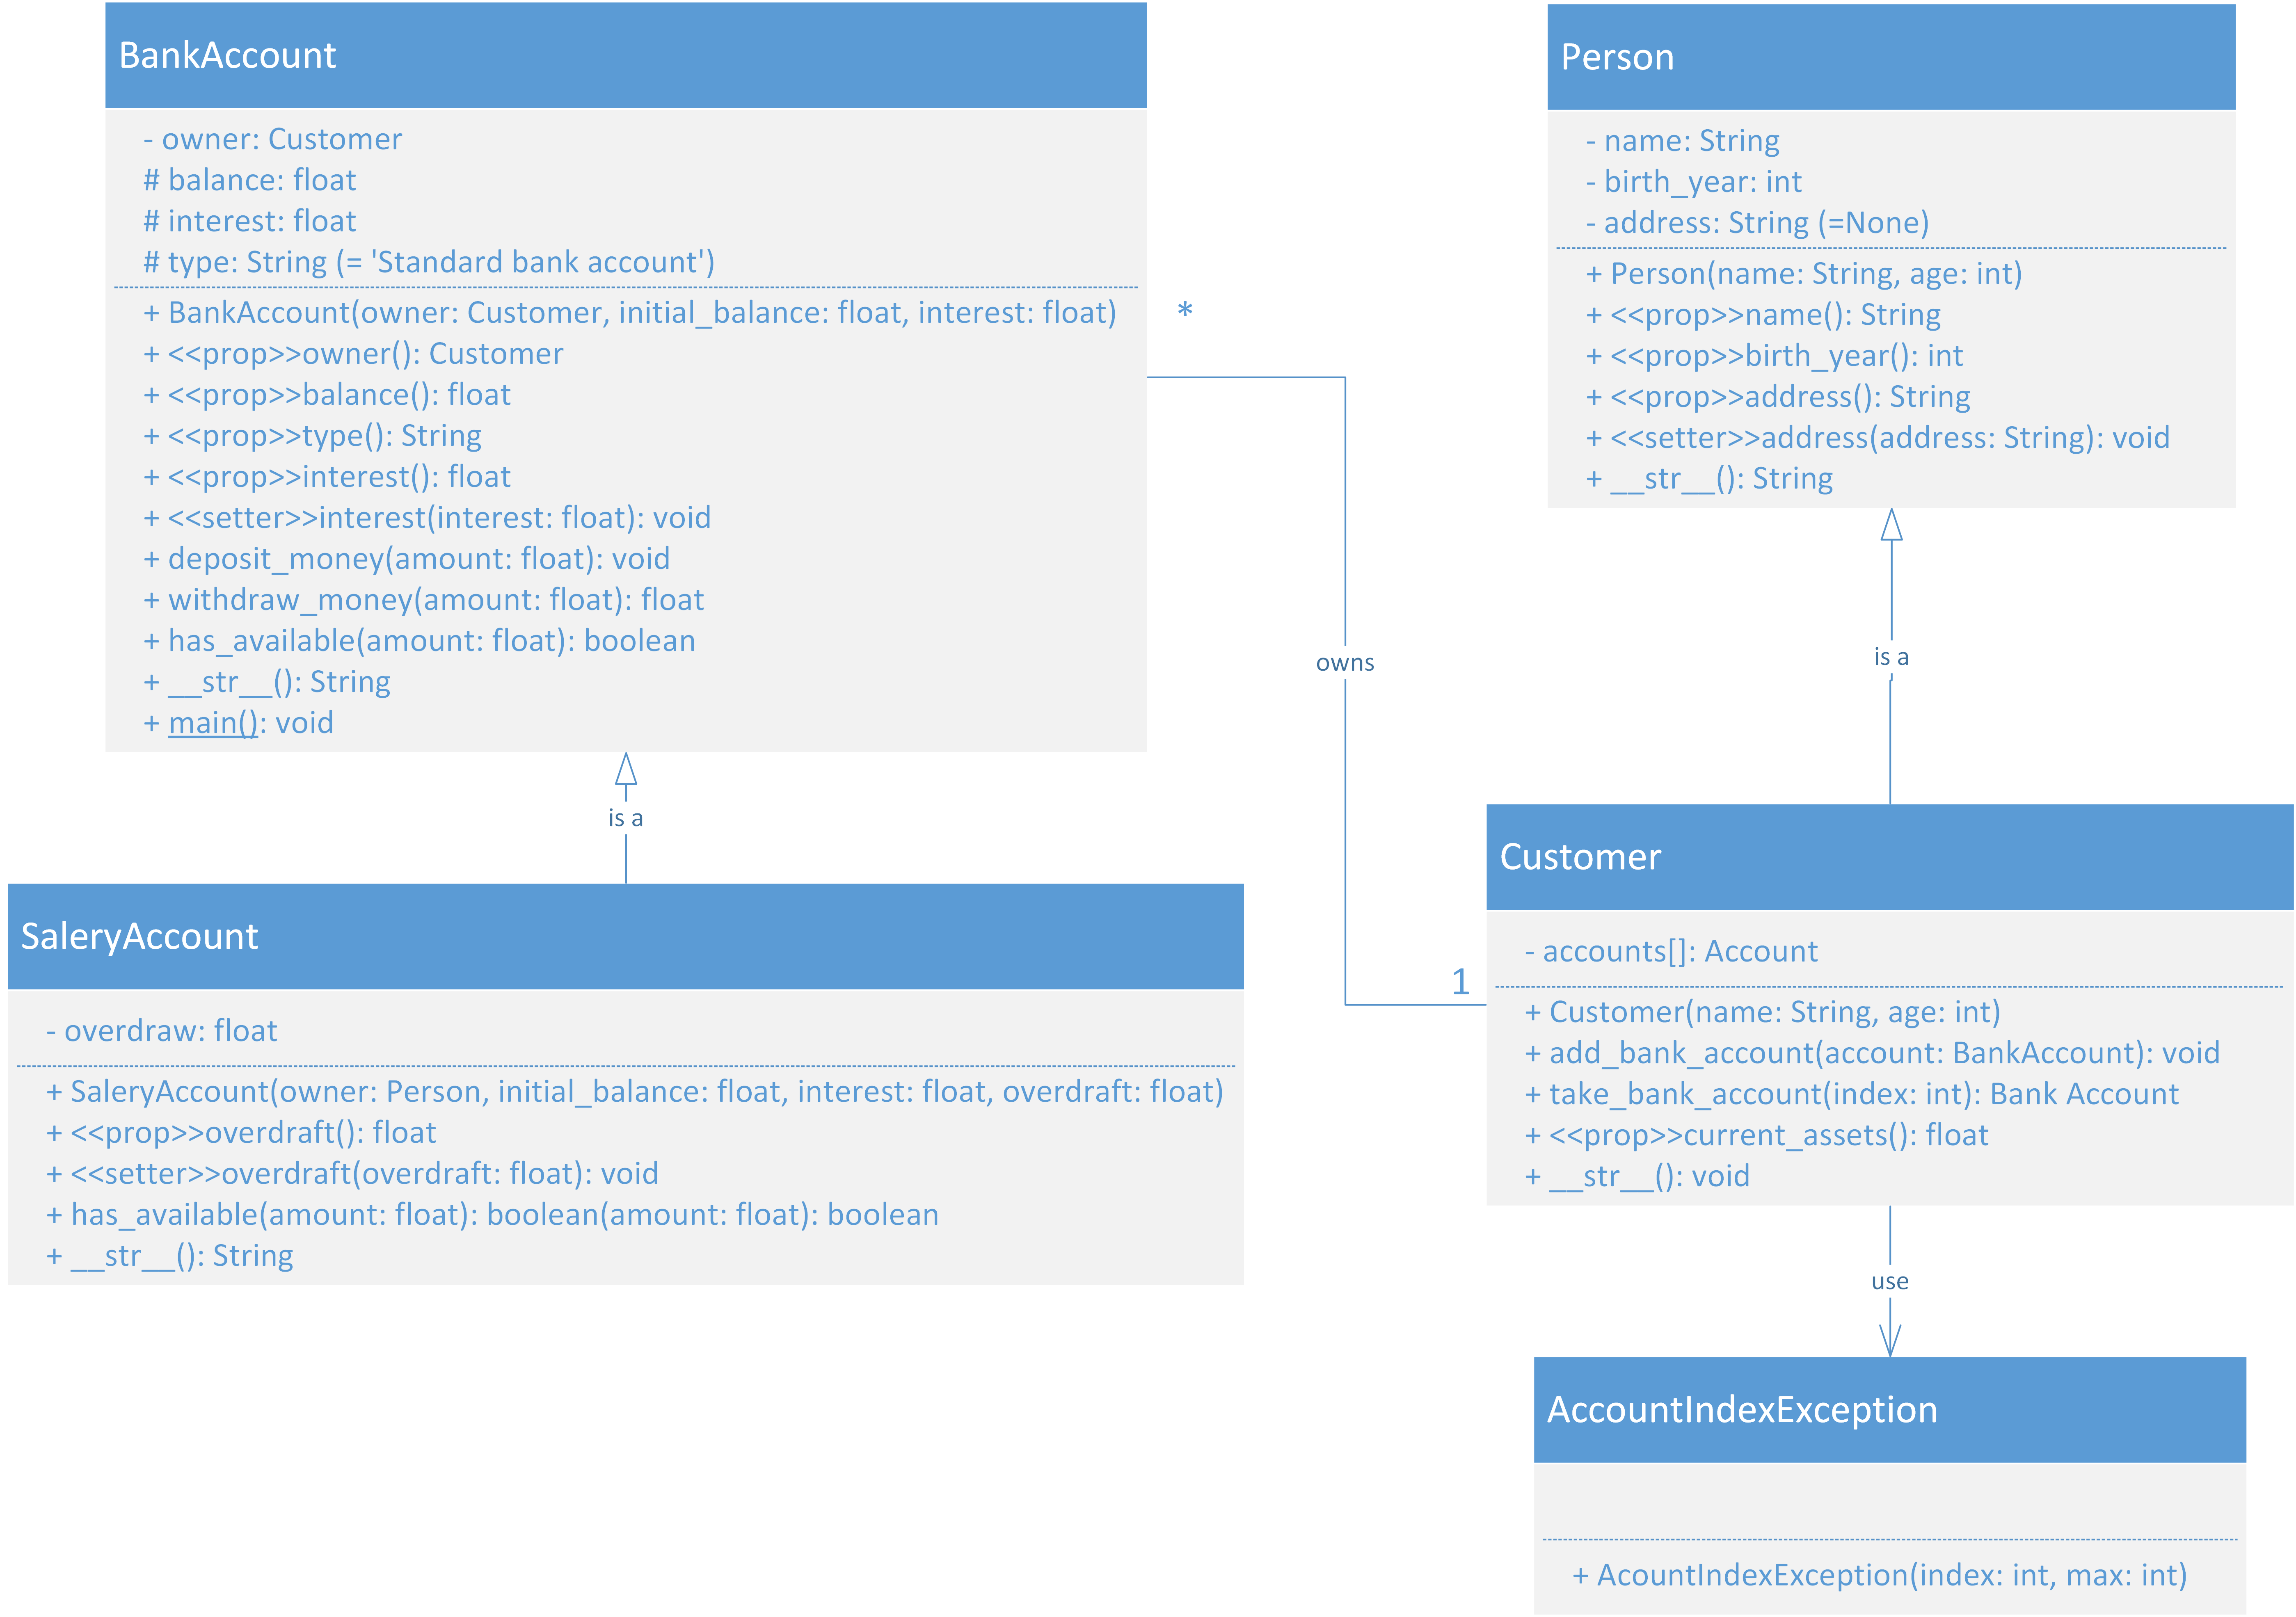 BankAccount
- owner: Customer
# balance: float
# interest: float
# type: String (= 'Standard bank account')
+ BankAccount(owner: Customer, initial_balance: float, interest: float)
+ <<prop>>owner(): Customer
+ <<prop>>balance(): float
+ <<prop>>type(): String
+ <<prop>>interest(): float
+ <<setter>>interest(interest: float): void
+ deposit_money(amount: float): void
+ withdraw_money(amount: float): float
+ has_available(amount: float): boolean
+ __str__(): String
+ main(): void
*
owns
1
Person
- name: String
- birth_year: int
- address: String (=None)
+ Person(name: String, age: int)
+ <<prop>>name(): String
+ <<prop>>birth_year(): int
+ <<prop>>address(): String
+ <<setter>>address(address: String): void
+ __str__(): String
is a
is a
SaleryAccount
- overdraw: float
+ SaleryAccount(owner: Person, initial_balance: float, interest: float, overdraft: float)
+ <<prop>>overdraft(): float
+ <<setter>>overdraft(overdraft: float): void
+ has_available(amount: float): boolean(amount: float): boolean
+ __str__(): String
Customer
- accounts[]: Account
+ Customer(name: String, age: int)
+ add_bank_account(account: BankAccount): void
+ take_bank_account(index: int): Bank Account
+ <<prop>>current_assets(): float
+ __str__(): void
use
AccountIndexException
+ AcountIndexException(index: int, max: int)